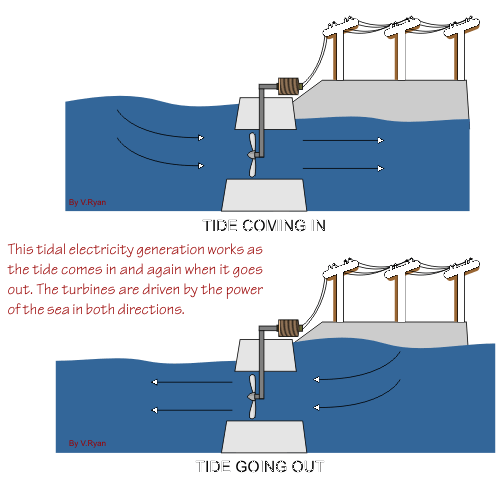 By V.Ryan
TIDE COMING IN
This tidal electricity generation works as
the tide comes in and again when it goes
out. The turbines are driven by the power
of the sea in both directions.
By V.Ryan
TIDE GOING OUT